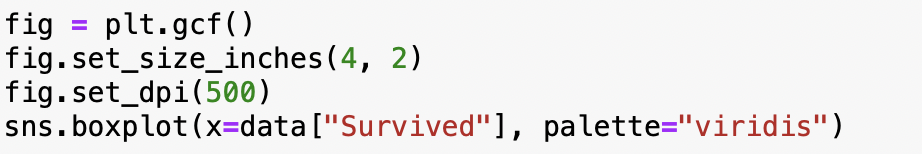 fig = plt.gcf()
fig.set_size_inches(4, 2)
fig.set_dpi(500)
sns.boxplot(x=data["Survived"], palette="viridis")